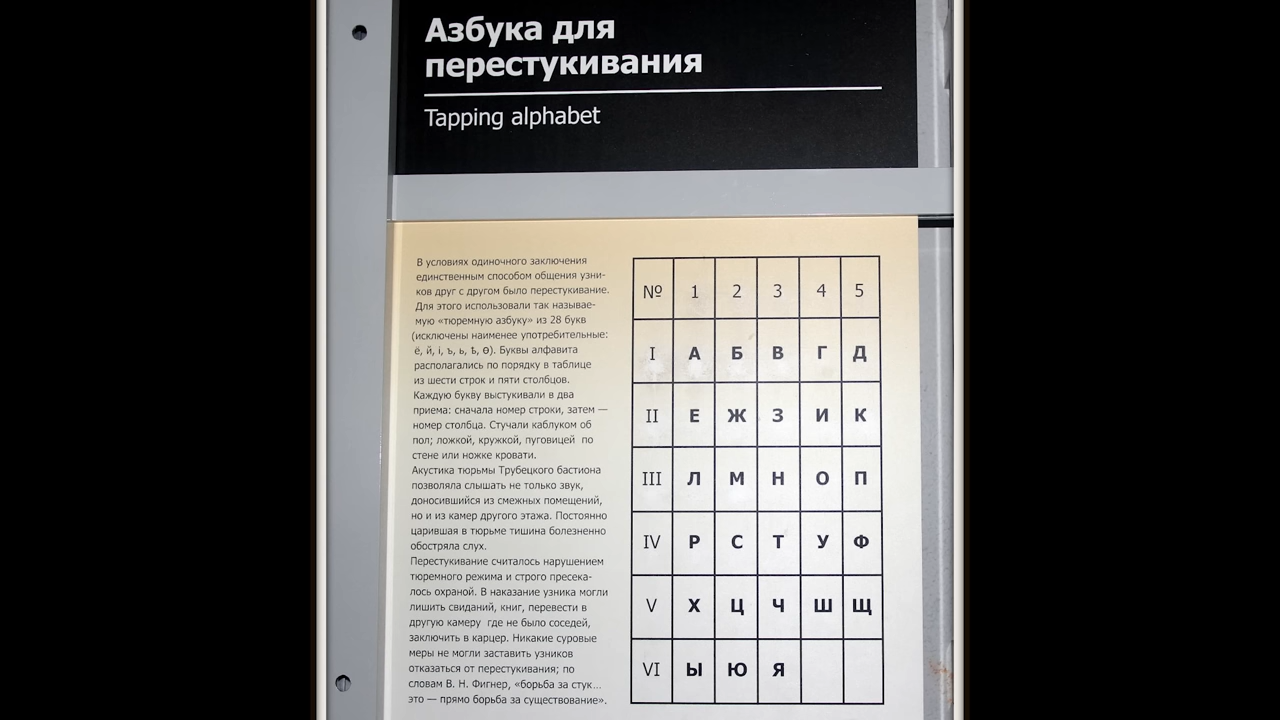 Азбука для
перестукивания
Tapping alphabet
В условиях одиночного заключения
единственным способом общения узни-
ков друг с другом было перестукивание.
Для этого использовали так называе-
мую «тюремную азбуку» из 28 букв
(исключены наименее употребительные:
ё, й, i, ъ, ь, ѣ, ѳ). Буквы алфавита
располагались по порядку в таблице
из шести строк и пяти столбцов.
Каждую букву выстукивали в два
приема: сначала номер строки, затем —
номер столбца. Стучали каблуком об
пол; ложкой, кружкой, пуговицей по
стене или ножке кровати.
Акустика тюрьмы Трубецкого бастиона
позволяла слышать не только звук,
доносившийся из смежных помещений,
но и из камер другого этажа. Постоянно
царившая в тюрьме тишина болезненно
обостряла слух.
Перестукивание считалось нарушением
тюремного режима и строго пресека-
лось охраной. В наказание узника могли
лишить свиданий, книг, перевести в
другую камеру где не было соседей,
заключить в карцер. Никакие суровые
меры не могли заставить узников
отказаться от перестукивания; по
словам В. Н. Фигнер, «борьба за стук...
это — прямо борьба за существование».
№ 1 2 3 4 5
I А Б В Г Д
II Е Ж З И К
III Л М Н О П
IV Р С Т У Ф
V Х Ц Ч Ш Щ
VI Ы Ю Я